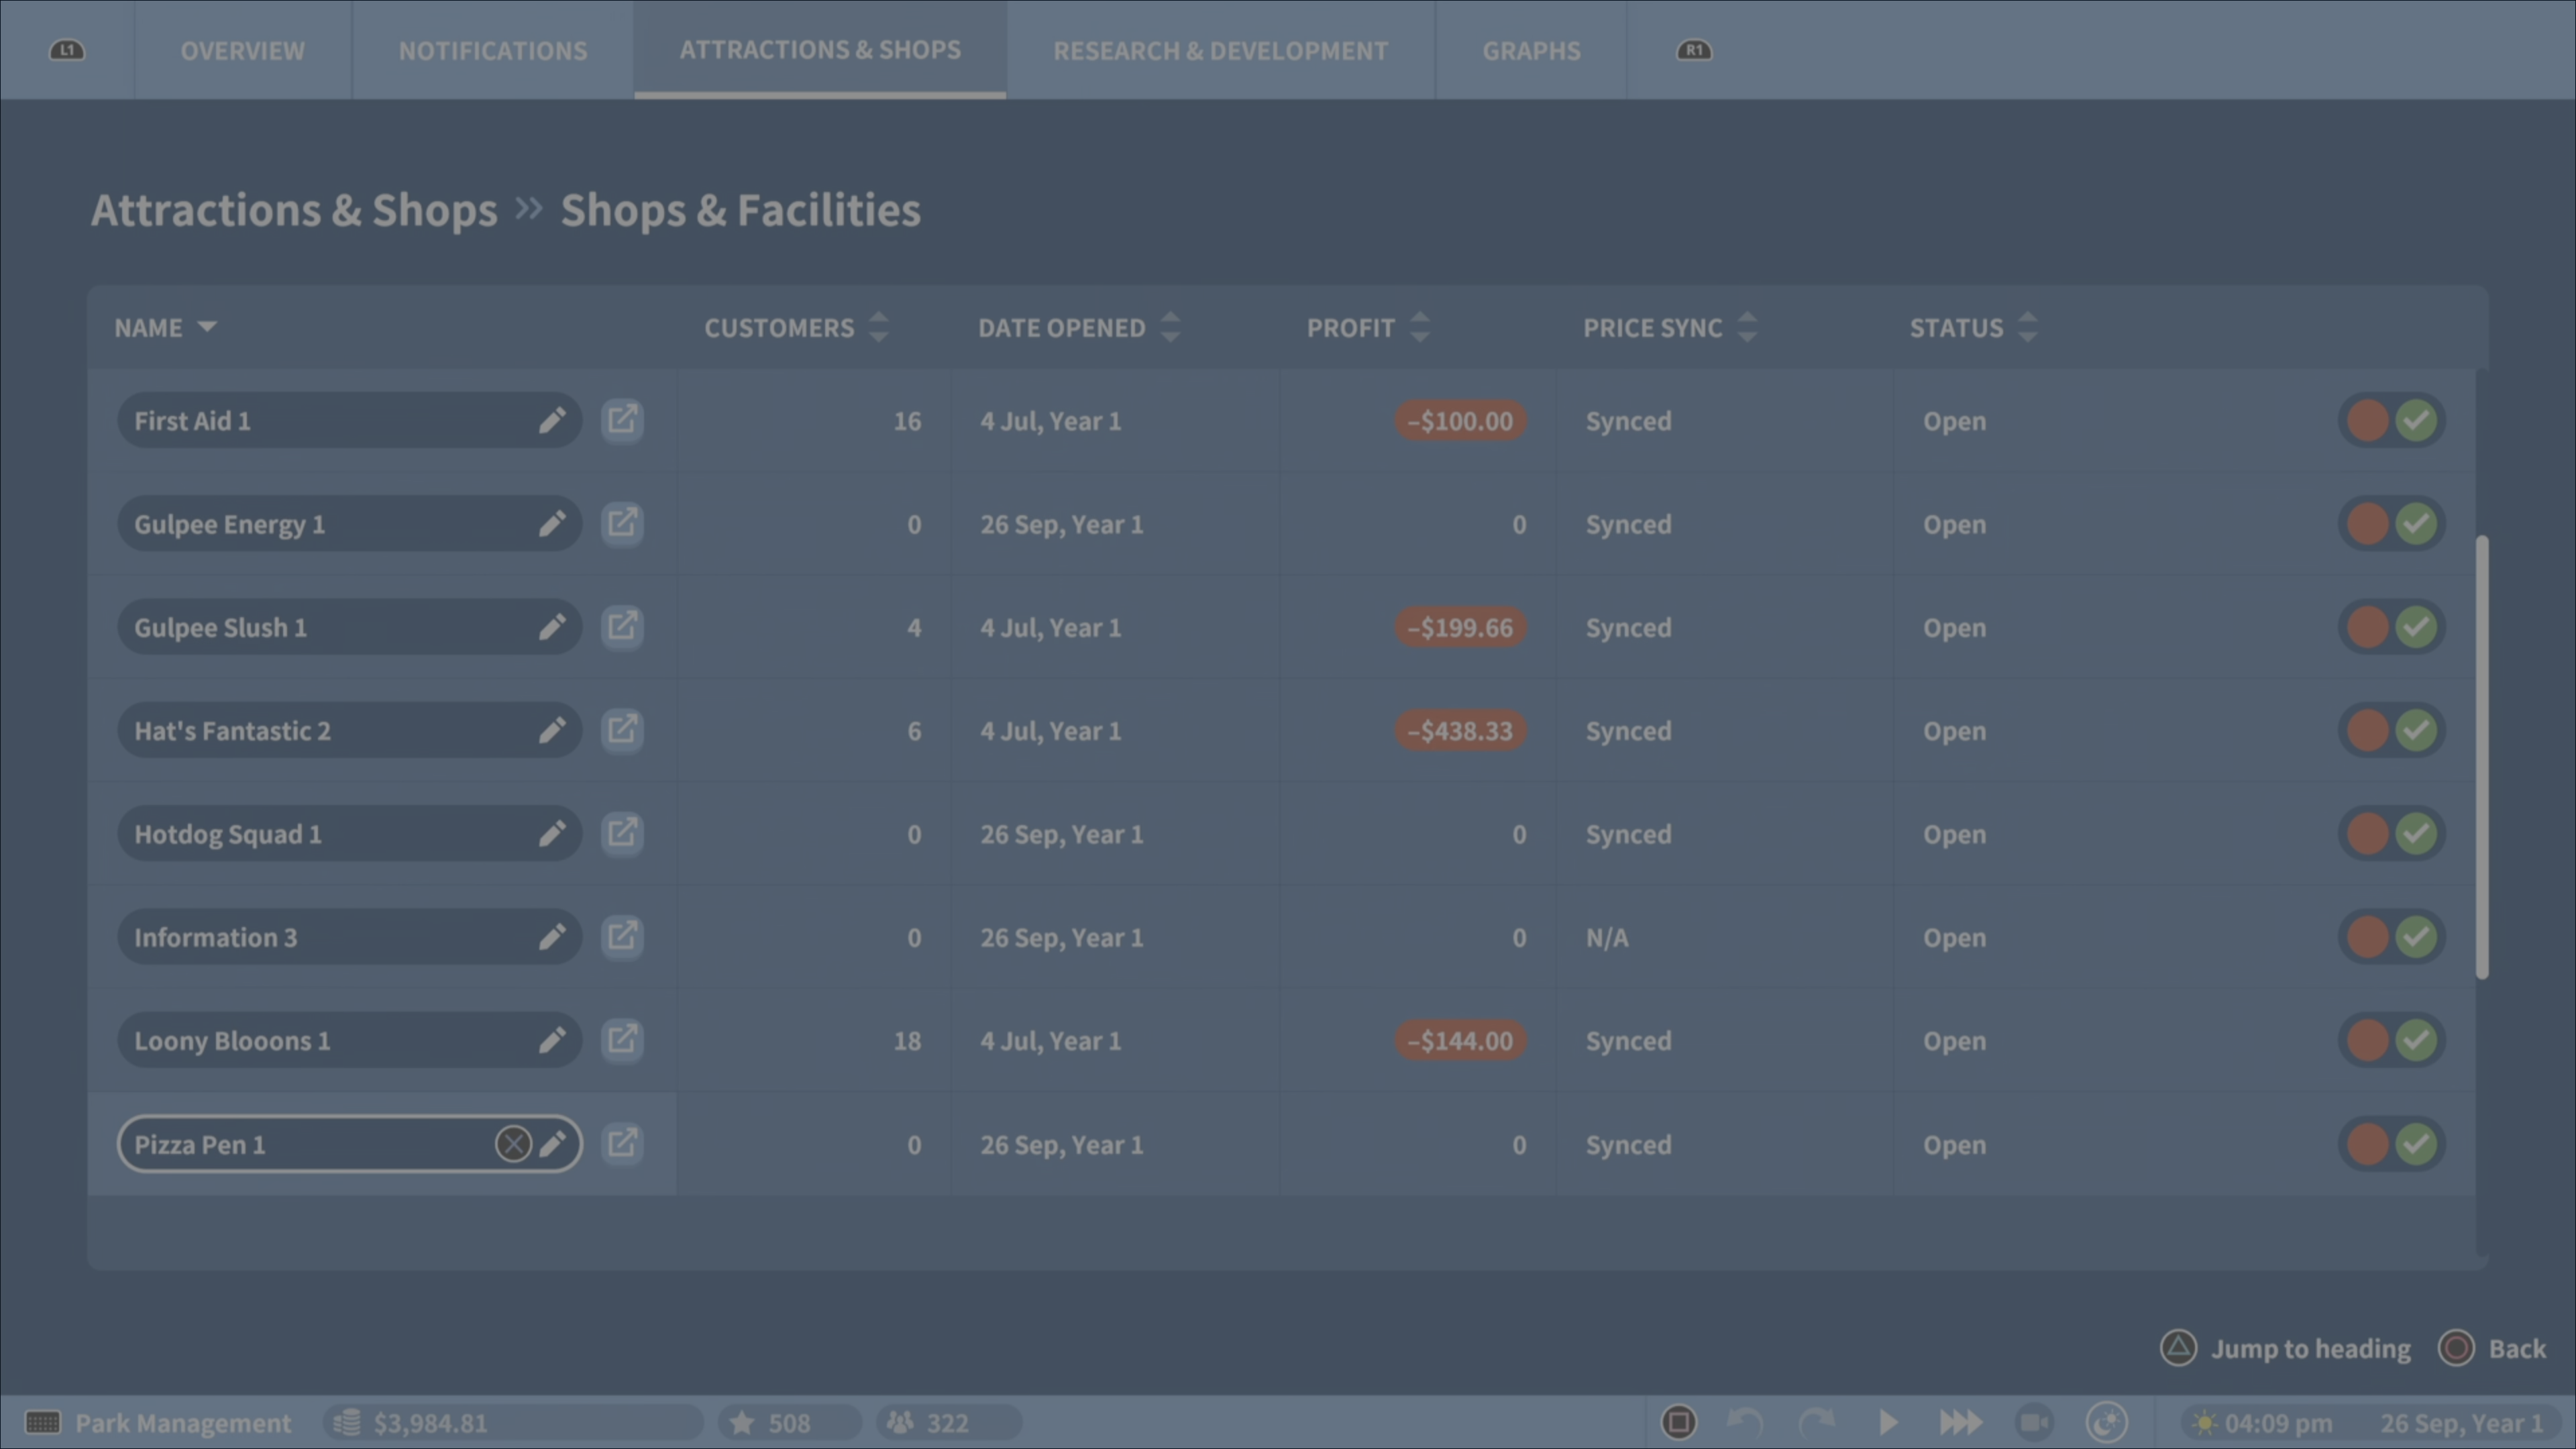 L1 OVERVIEW NOTIFICATIONS ATTRACTIONS & SHOPS RESEARCH & DEVELOPMENT GRAPHS R1
Attractions & Shops » Shops & Facilities
NAME CUSTOMERS DATE OPENED PROFIT PRICE SYNC STATUS
First Aid 1 16 4 Jul, Year 1 –$100.00 Synced Open
Gulpee Energy 1 0 26 Sep, Year 1 0 Synced Open
Gulpee Slush 1 4 4 Jul, Year 1 –$199.66 Synced Open
Hat's Fantastic 2 6 4 Jul, Year 1 –$438.33 Synced Open
Hotdog Squad 1 0 26 Sep, Year 1 0 Synced Open
Information 3 0 26 Sep, Year 1 0 N/A Open
Loony Blooons 1 18 4 Jul, Year 1 –$144.00 Synced Open
Pizza Pen 1 0 26 Sep, Year 1 0 Synced Open
Jump to heading Back
Park Management $3,984.81 508 322 04:09 pm 26 Sep, Year 1